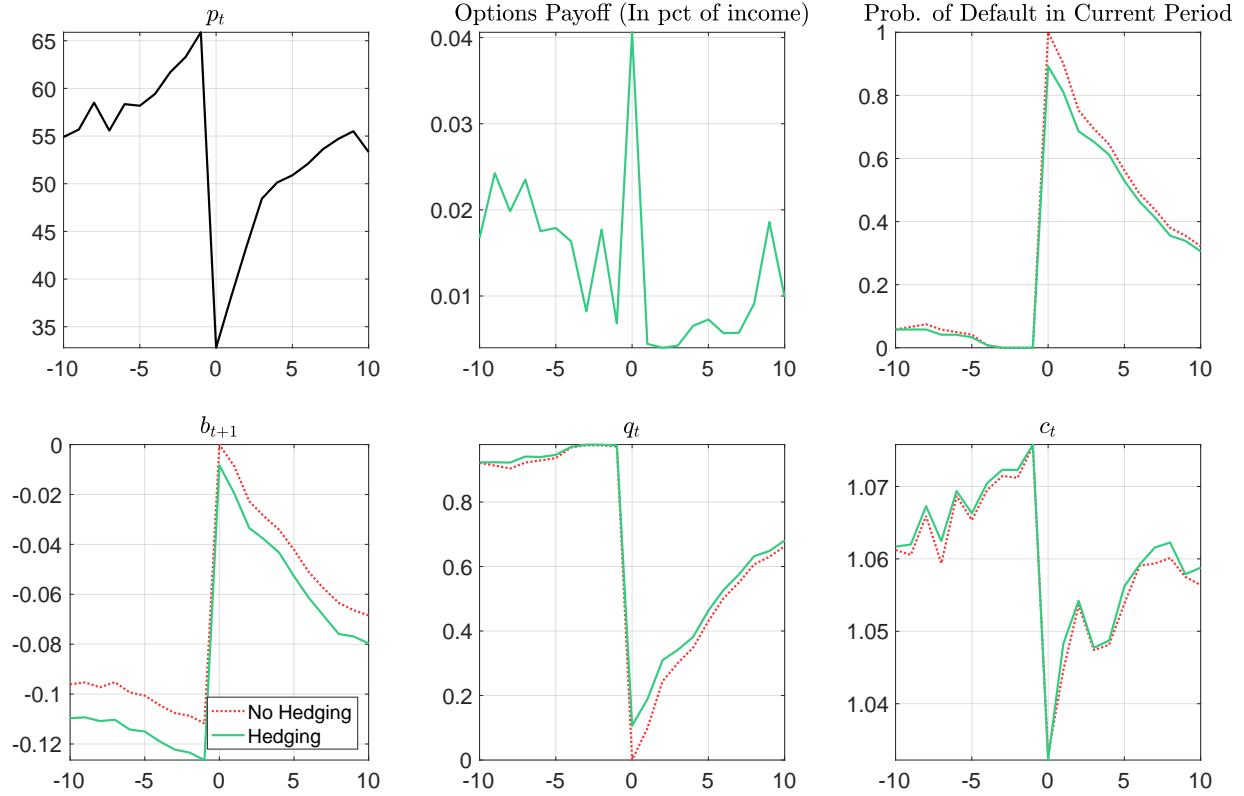 p_t
65
60
55
50
45
40
35
-10 -5 0 5 10
Options Payoff (In pct of income)
0.04
0.03
0.02
0.01
-10 -5 0 5 10
Prob. of Default in Current Period
1
0.8
0.6
0.4
0.2
0
-10 -5 0 5 10
b_{t+1}
0
-0.02
-0.04
-0.06
-0.08
-0.1
-0.12
No Hedging
Hedging
-10 -5 0 5 10
q_t
0.8
0.6
0.4
0.2
0
-10 -5 0 5 10
c_t
1.07
1.06
1.05
1.04
-10 -5 0 5 10